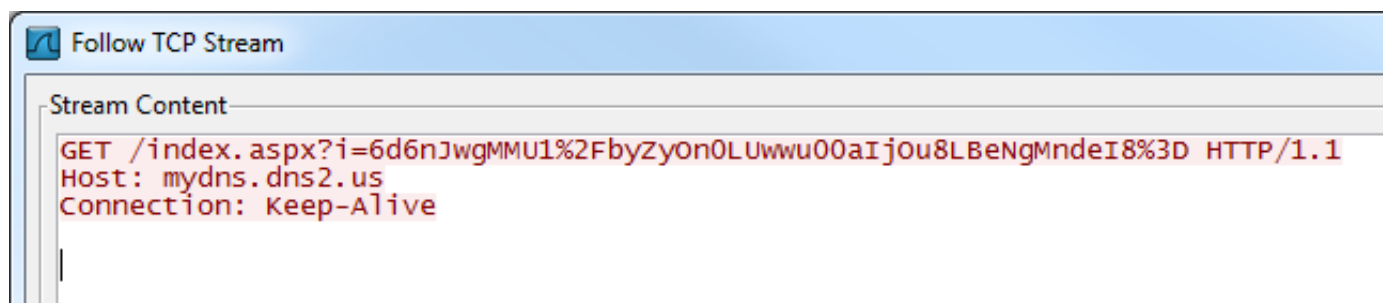 Follow TCP Stream
Stream Content
GET /index.aspx?i=6d6nJwgMMU1%2FbyZyOn0LUwwu00aIjOu8LBeNgMndeI8%3D HTTP/1.1
Host: mydns.dns2.us
Connection: Keep-Alive